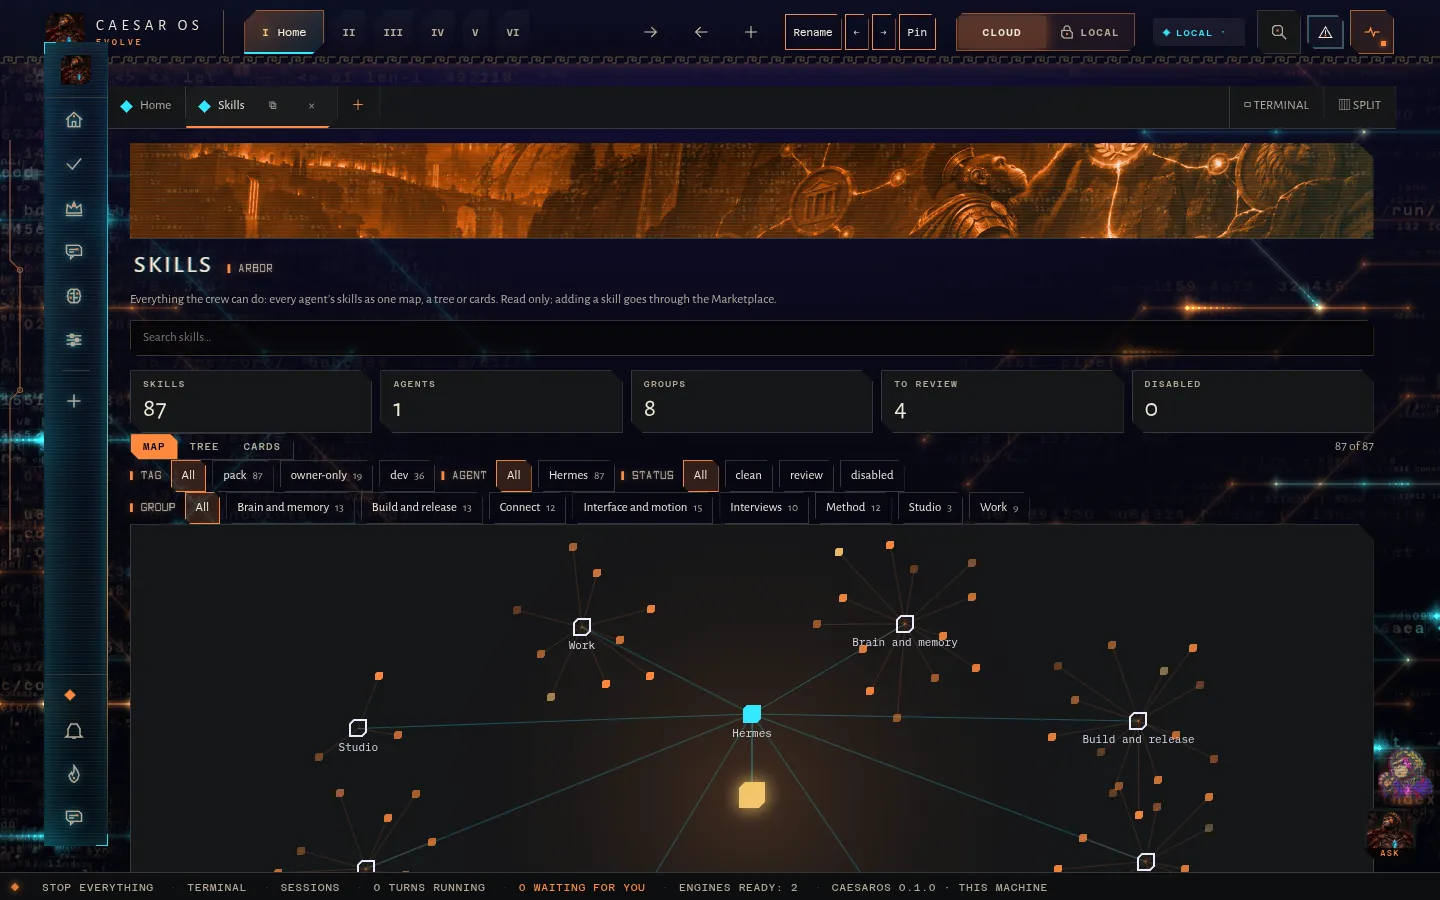 CAESAR OS
EVOLVE
I Home II III IV V VI
Rename ← → Pin
CLOUD LOCAL
LOCAL
Home Skills × +
TERMINAL SPLIT
SKILLS ARBOR
Everything the crew can do: every agent's skills as one map, a tree or cards. Read only; adding a skill goes through the Marketplace.
Search skills...
SKILLS 87
AGENTS 1
GROUPS 8
TO REVIEW 4
DISABLED 0
MAP TREE CARDS
87 of 87
TAG All pack 87 owner-only 19 dev 36 AGENT All Hermes 87 STATUS All clean review disabled
GROUP All Brain and memory 13 Build and release 13 Connect 12 Interface and motion 15 Interviews 10 Method 12 Studio 3 Work 9
Work
Brain and memory
Hermes
Studio
Build and release
ASK
STOP EVERYTHING · TERMINAL · SESSIONS · 0 TURNS RUNNING · 0 WAITING FOR YOU · ENGINES READY: 2 · CAESAROS 0.1.0 · THIS MACHINE